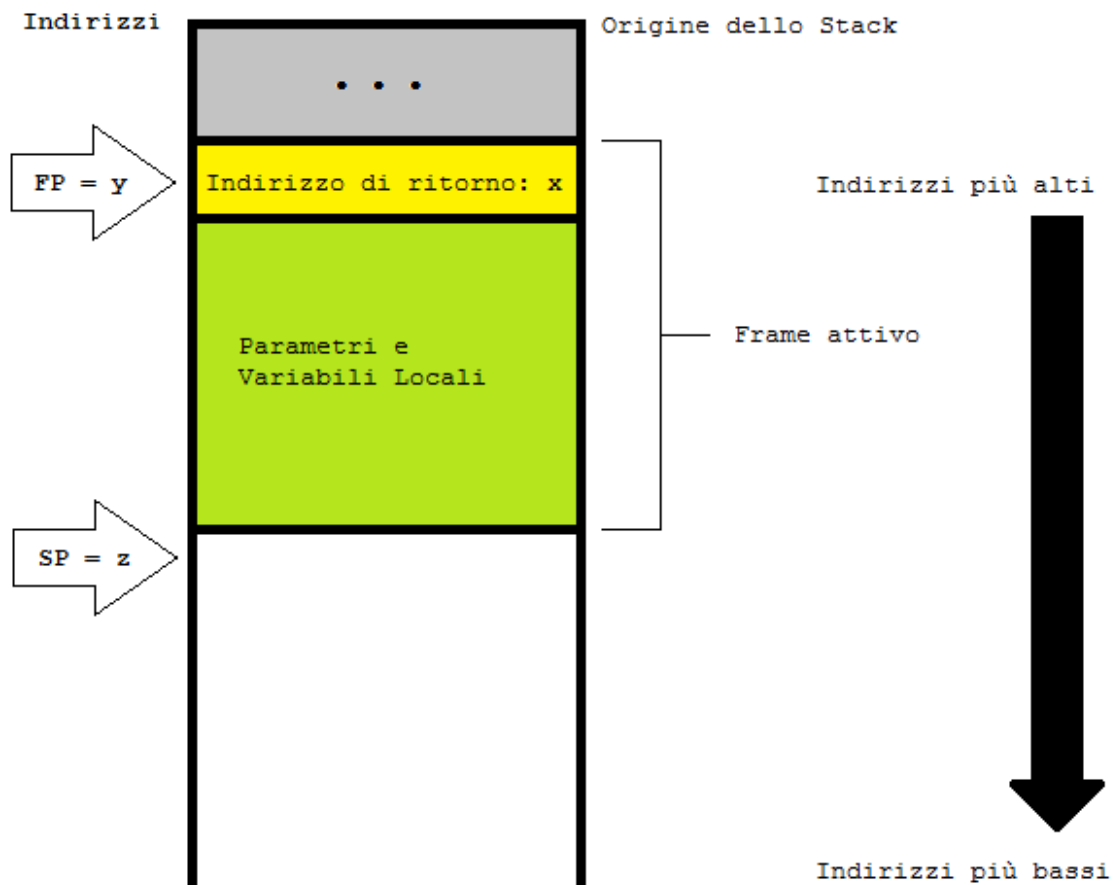 Indirizzi
Origine dello Stack
. . .
FP = y
Indirizzo di ritorno: x
Indirizzi più alti
Frame attivo
Parametri e
Variabili Locali
SP = z
Indirizzi più bassi